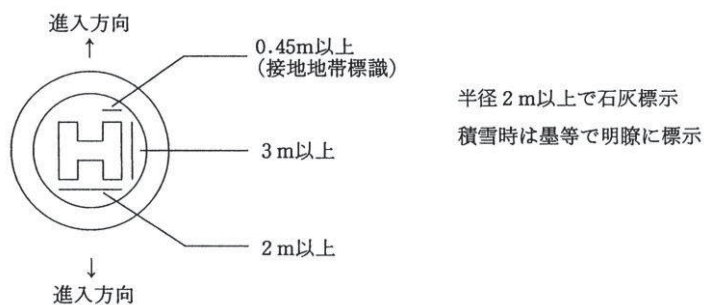 進入方向
↑
0.45m以上
(接地地帯標識)
半径2m以上で石灰標示
積雪時は墨等で明瞭に標示
H
3m以上
2m以上
↓
進入方向